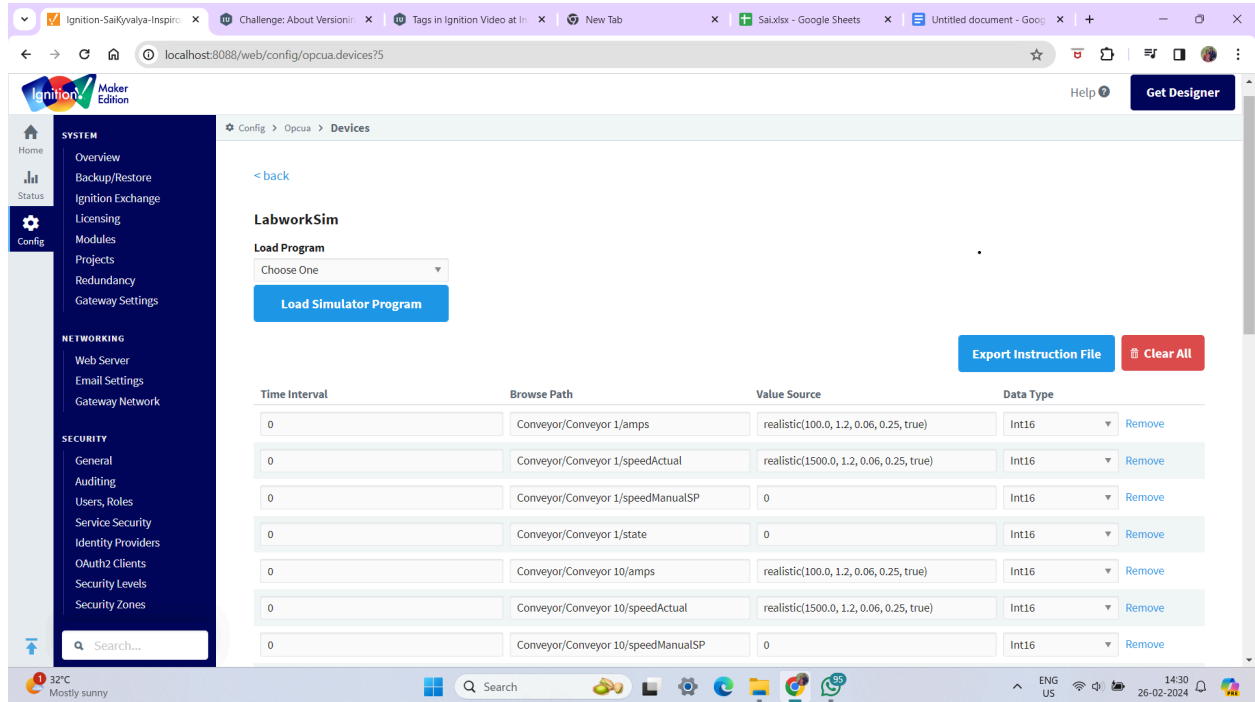 Ignition-SaiKyvalya-Inspiro
Challenge: About Versionin
Tags in Ignition Video at In
New Tab
Sai.xlsx - Google Sheets
Untitled document - Goog
localhost:8088/web/config/opcua.devices?5
Ignition! Maker Edition
Help
Get Designer
Home
Status
Config
SYSTEM
Overview
Backup/Restore
Ignition Exchange
Licensing
Modules
Projects
Redundancy
Gateway Settings
NETWORKING
Web Server
Email Settings
Gateway Network
SECURITY
General
Auditing
Users, Roles
Service Security
Identity Providers
OAuth2 Clients
Security Levels
Security Zones
Search...
Config > Opcua > Devices
< back
LabworkSim
Load Program
Choose One
Load Simulator Program
Export Instruction File
Clear All
Time Interval Browse Path Value Source Data Type
0 Conveyor/Conveyor 1/amps realistic(100.0, 1.2, 0.06, 0.25, true) Int16 Remove
0 Conveyor/Conveyor 1/speedActual realistic(1500.0, 1.2, 0.06, 0.25, true) Int16 Remove
0 Conveyor/Conveyor 1/speedManualSP 0 Int16 Remove
0 Conveyor/Conveyor 1/state 0 Int16 Remove
0 Conveyor/Conveyor 10/amps realistic(100.0, 1.2, 0.06, 0.25, true) Int16 Remove
0 Conveyor/Conveyor 10/speedActual realistic(1500.0, 1.2, 0.06, 0.25, true) Int16 Remove
0 Conveyor/Conveyor 10/speedManualSP 0 Int16 Remove
1
32°C
Mostly sunny
Search
95
ENG
US
14:30
26-02-2024
PRE